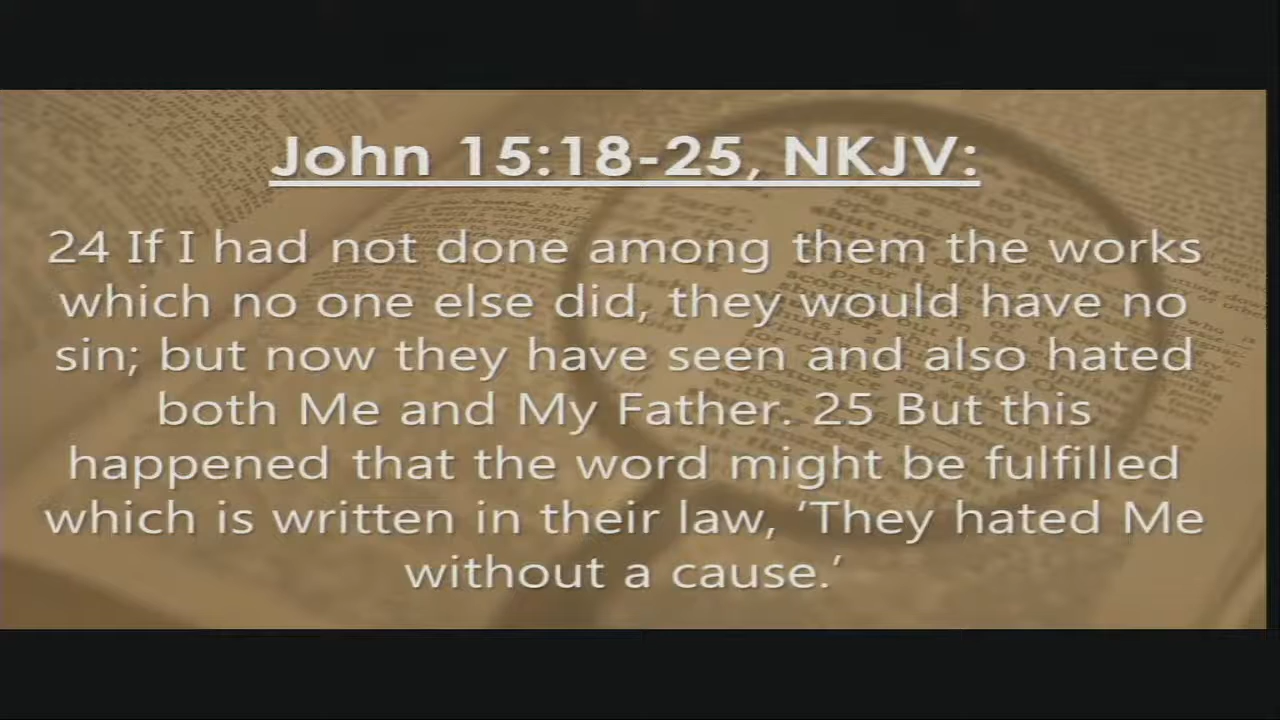 John 15:18-25, NKJV:
24 If I had not done among them the works
which no one else did, they would have no
sin; but now they have seen and also hated
both Me and My Father. 25 But this
happened that the word might be fulfilled
which is written in their law, ‘They hated Me
without a cause.’